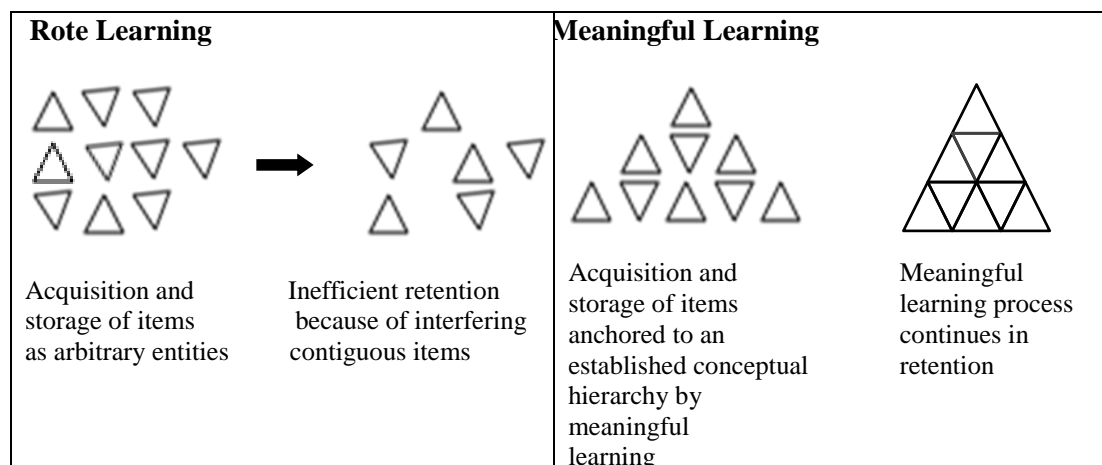 Rote Learning
Meaningful Learning
Acquisition and
storage of items
as arbitrary entities
Inefficient retention
because of interfering
contiguous items
Acquisition and
storage of items
anchored to an
established conceptual
hierarchy by
meaningful
learning
Meaningful
learning process
continues in
retention